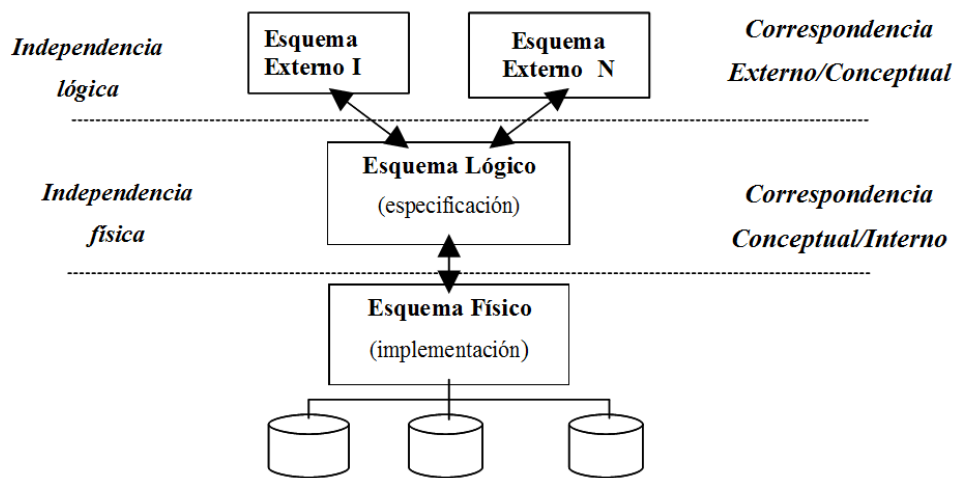 Independencia
lógica
Esquema
Externo I
Esquema
Externo N
Correspondencia
Externo/Conceptual
Independencia
física
Esquema Lógico
(especificación)
Correspondencia
Conceptual/Interno
Esquema Físico
(implementación)